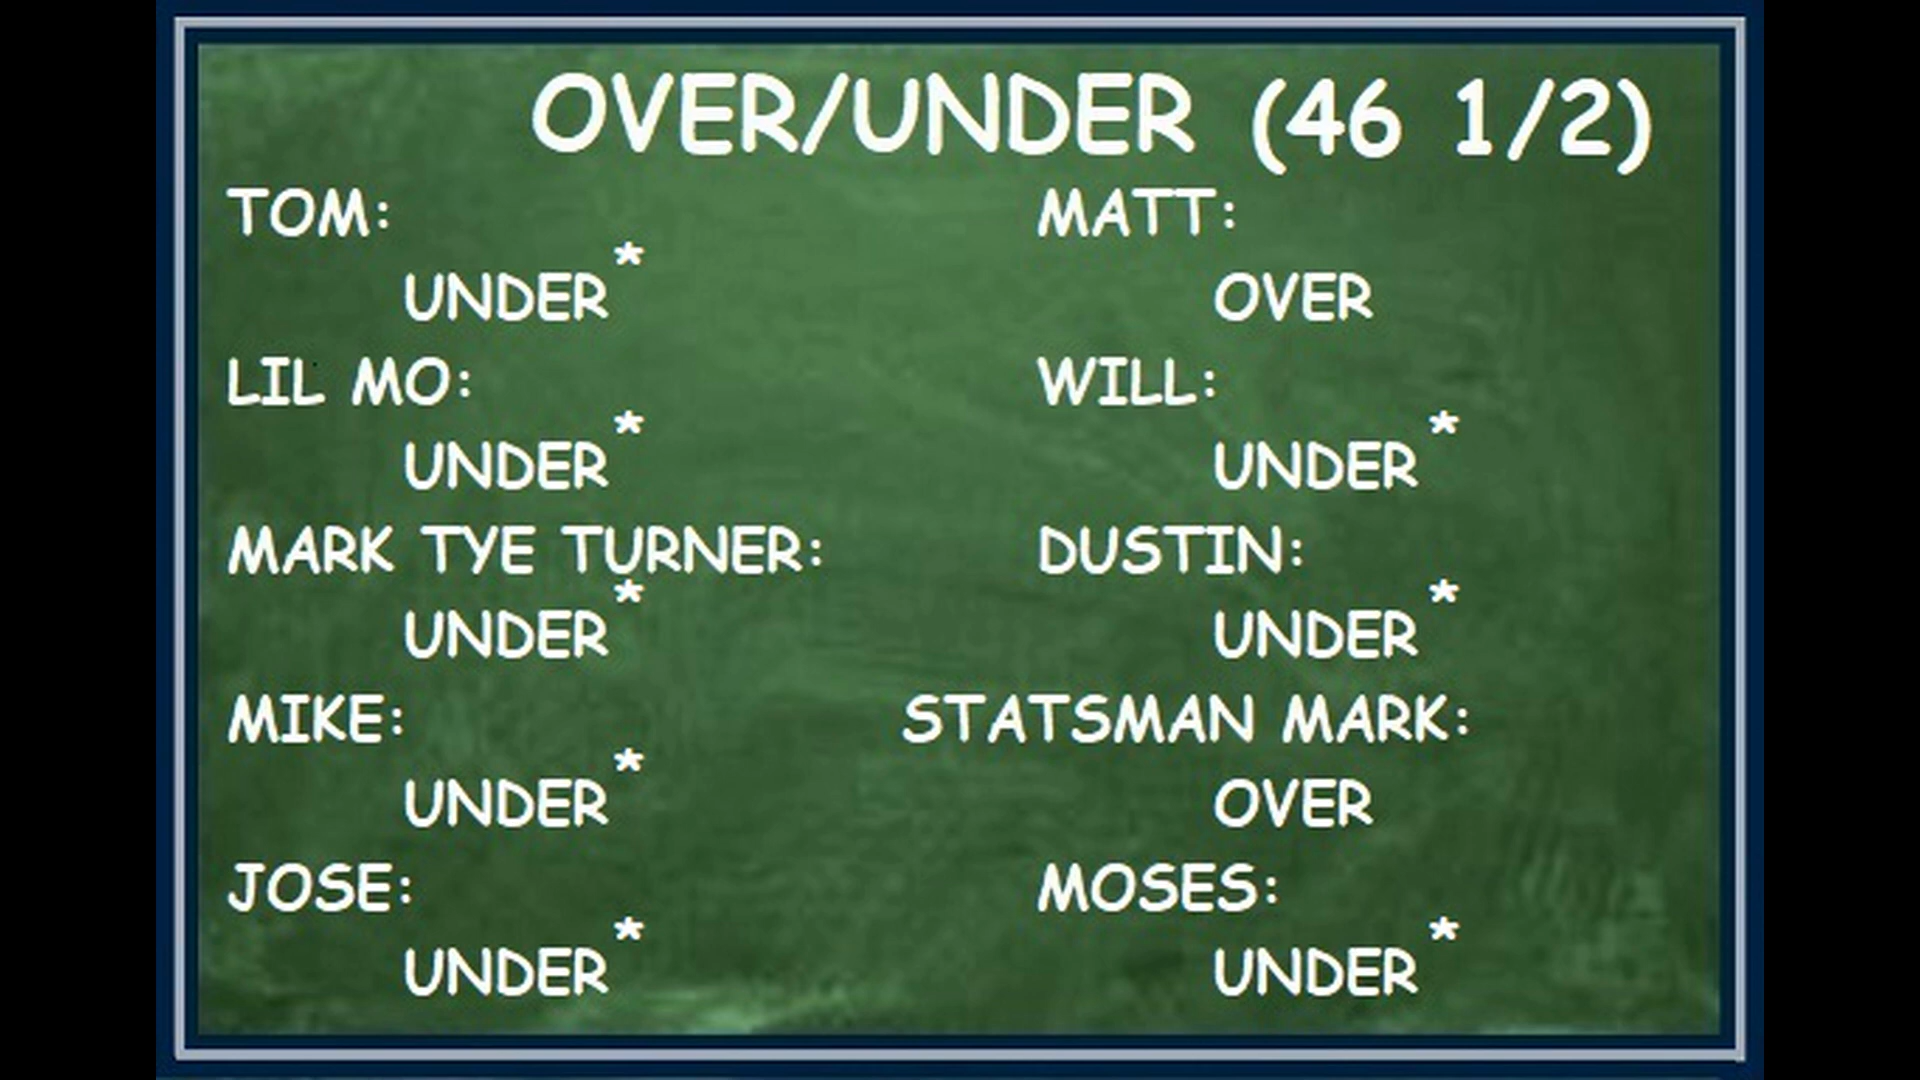 OVER/UNDER (46 1/2)
TOM:
UNDER*
LIL MO:
UNDER*
MARK TYE TURNER:
UNDER*
MIKE:
UNDER*
JOSE:
UNDER*
MATT:
OVER
WILL:
UNDER*
DUSTIN:
UNDER*
STATSMAN MARK:
OVER
MOSES:
UNDER*